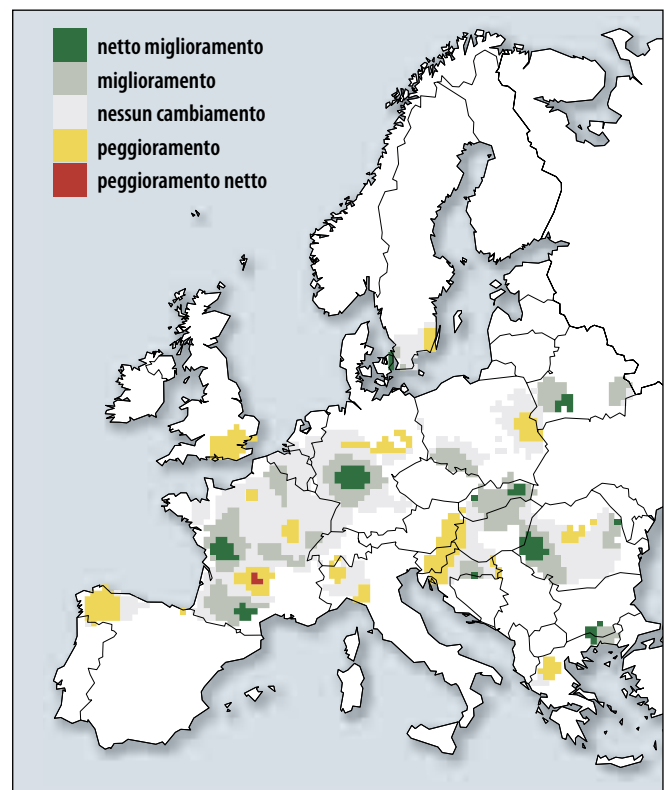 netto miglioramento
miglioramento
nessun cambiamento
peggioramento
peggioramento netto